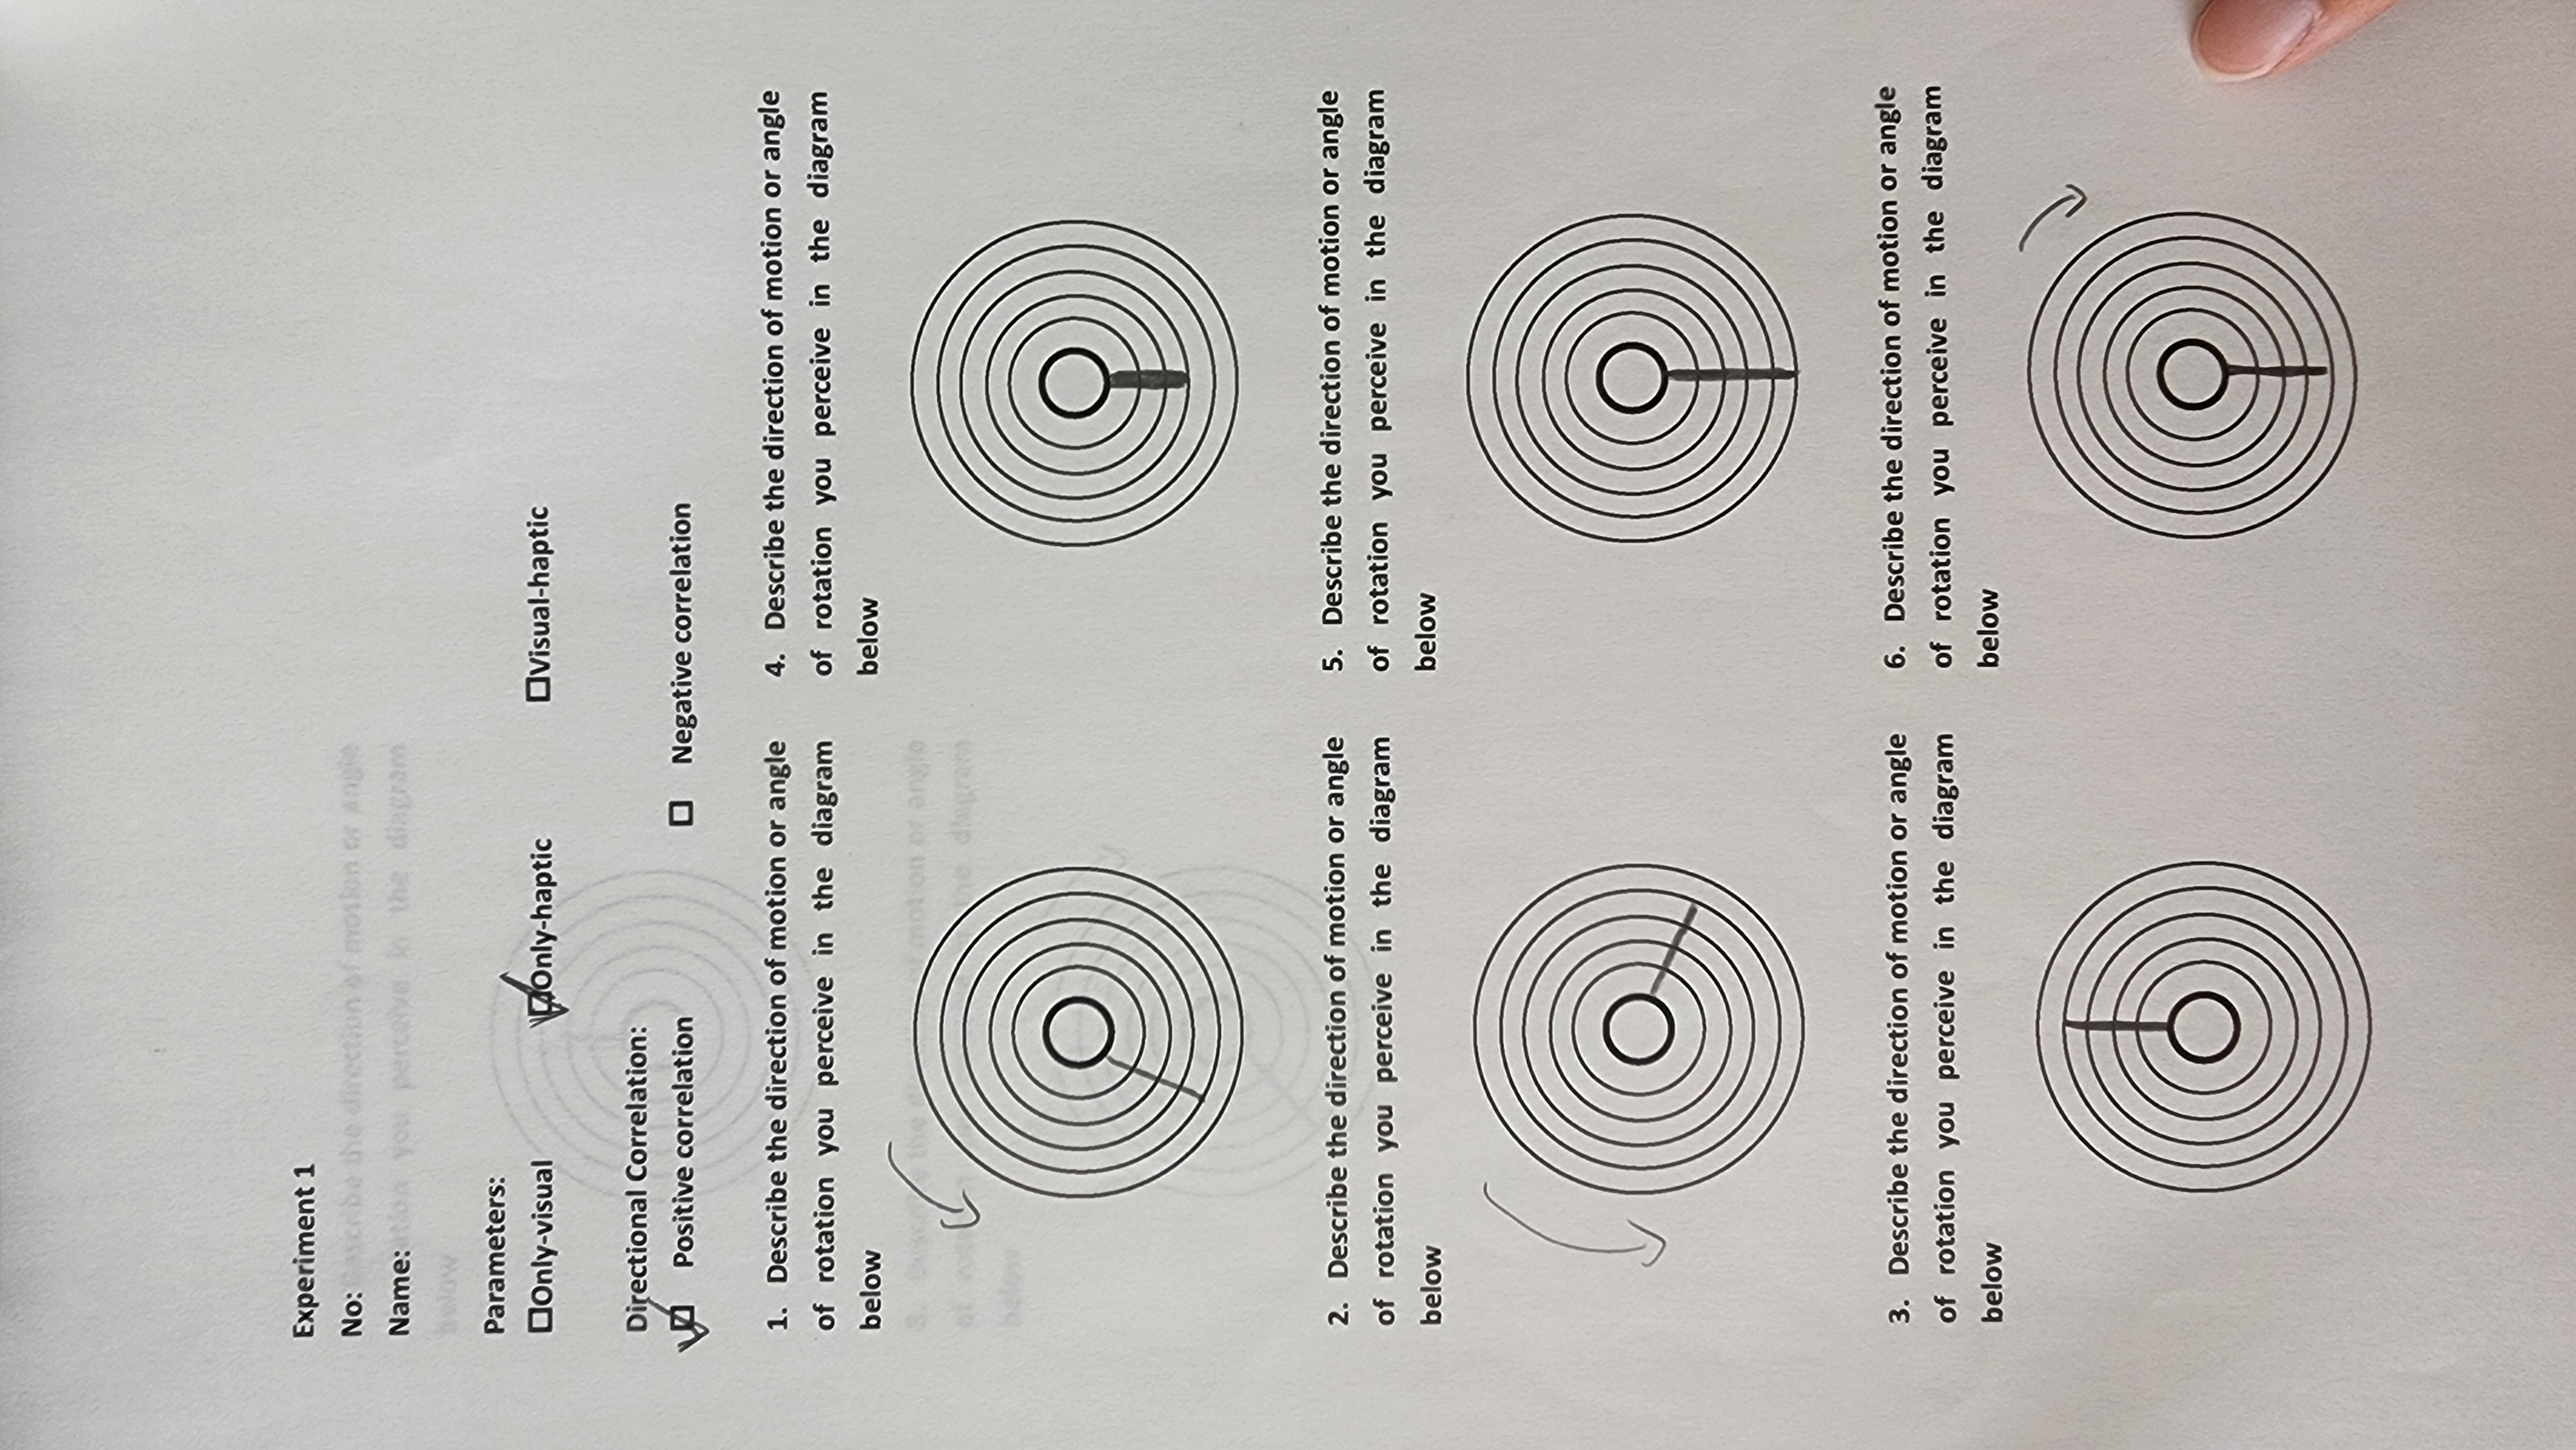 Experiment 1
No:
Name:
Parameters:
Only-visual Only-haptic Visual-haptic
Directional Correlation:
Positive correlation Negative correlation
1. Describe the direction of motion or angle
of rotation you perceive in the diagram
below
2. Describe the direction of motion or angle
of rotation you perceive in the diagram
below
3. Describe the direction of motion or angle
of rotation you perceive in the diagram
below
4. Describe the direction of motion or angle
of rotation you perceive in the diagram
below
5. Describe the direction of motion or angle
of rotation you perceive in the diagram
below
6. Describe the direction of motion or angle
of rotation you perceive in the diagram
below